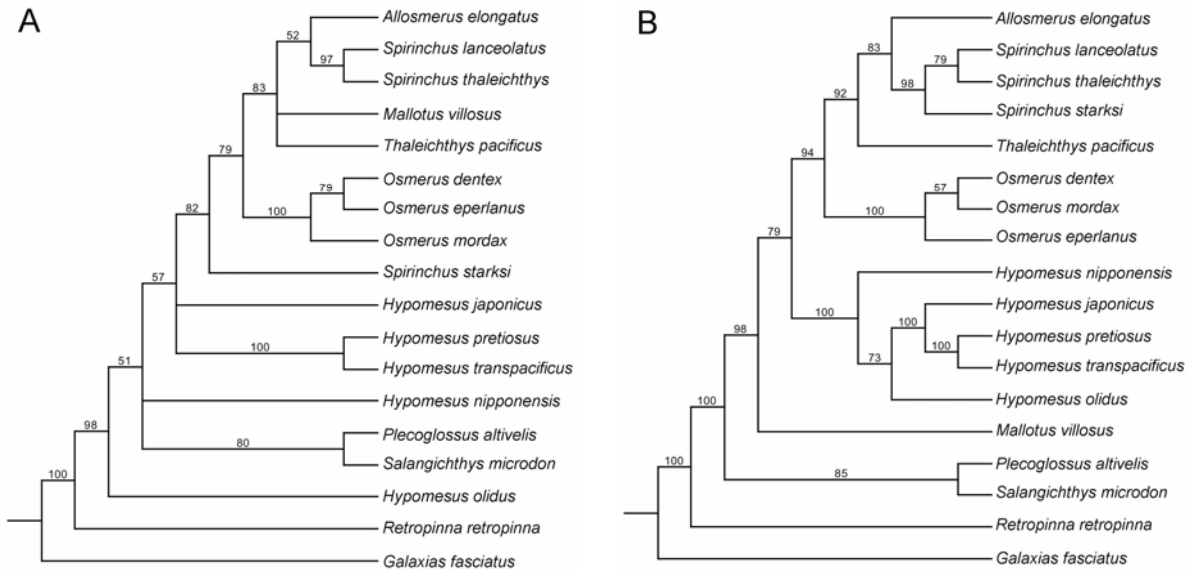 A
Allosmerus elongatus
52
Spirinchus lanceolatus
97
Spirinchus thaleichthys
83
Mallotus villosus
Thaleichthys pacificus
79
Osmerus dentex
79
Osmerus eperlanus
100
82
Osmerus mordax
Spirinchus starksi
57
Hypomesus japonicus
Hypomesus pretiosus
100
51
Hypomesus transpacificus
Hypomesus nipponensis
98
Plecoglossus altivelis
80
Salangichthys microdon
100
Hypomesus olidus
Retropinna retropinna
Galaxias fasciatus
B
Allosmerus elongatus
83
Spirinchus lanceolatus
79
98
Spirinchus thaleichthy
92
Spirinchus starksi
94
Thaleichthys pacificus
Osmerus dentex
57
Osmerus mordax
100
79
Osmerus eperlanus
Hypomesus nipponensis
100
Hypomesus japonicus
100
98
Hypomesus pretiosus
100
73
Hypomesus transpacificus
Hypomesus olidus
100
Mallotus villosus
100
Plecoglossus altivelis
85
Salangichthys microdon
Retropinna retropinna
Galaxias fasciatus